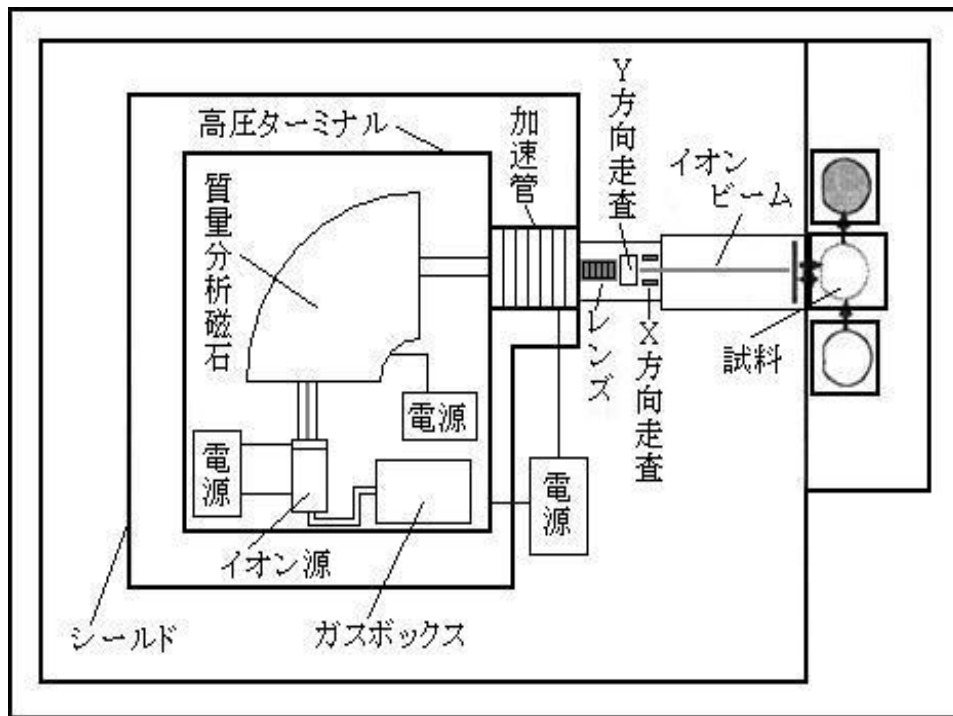 高圧ターミナル
質量分析磁石
加速管
Y方向走査
イオン
ビーム
レンズ
X方向走査
試料
電源
電源
電源
イオン源
ガスボックス
シールド